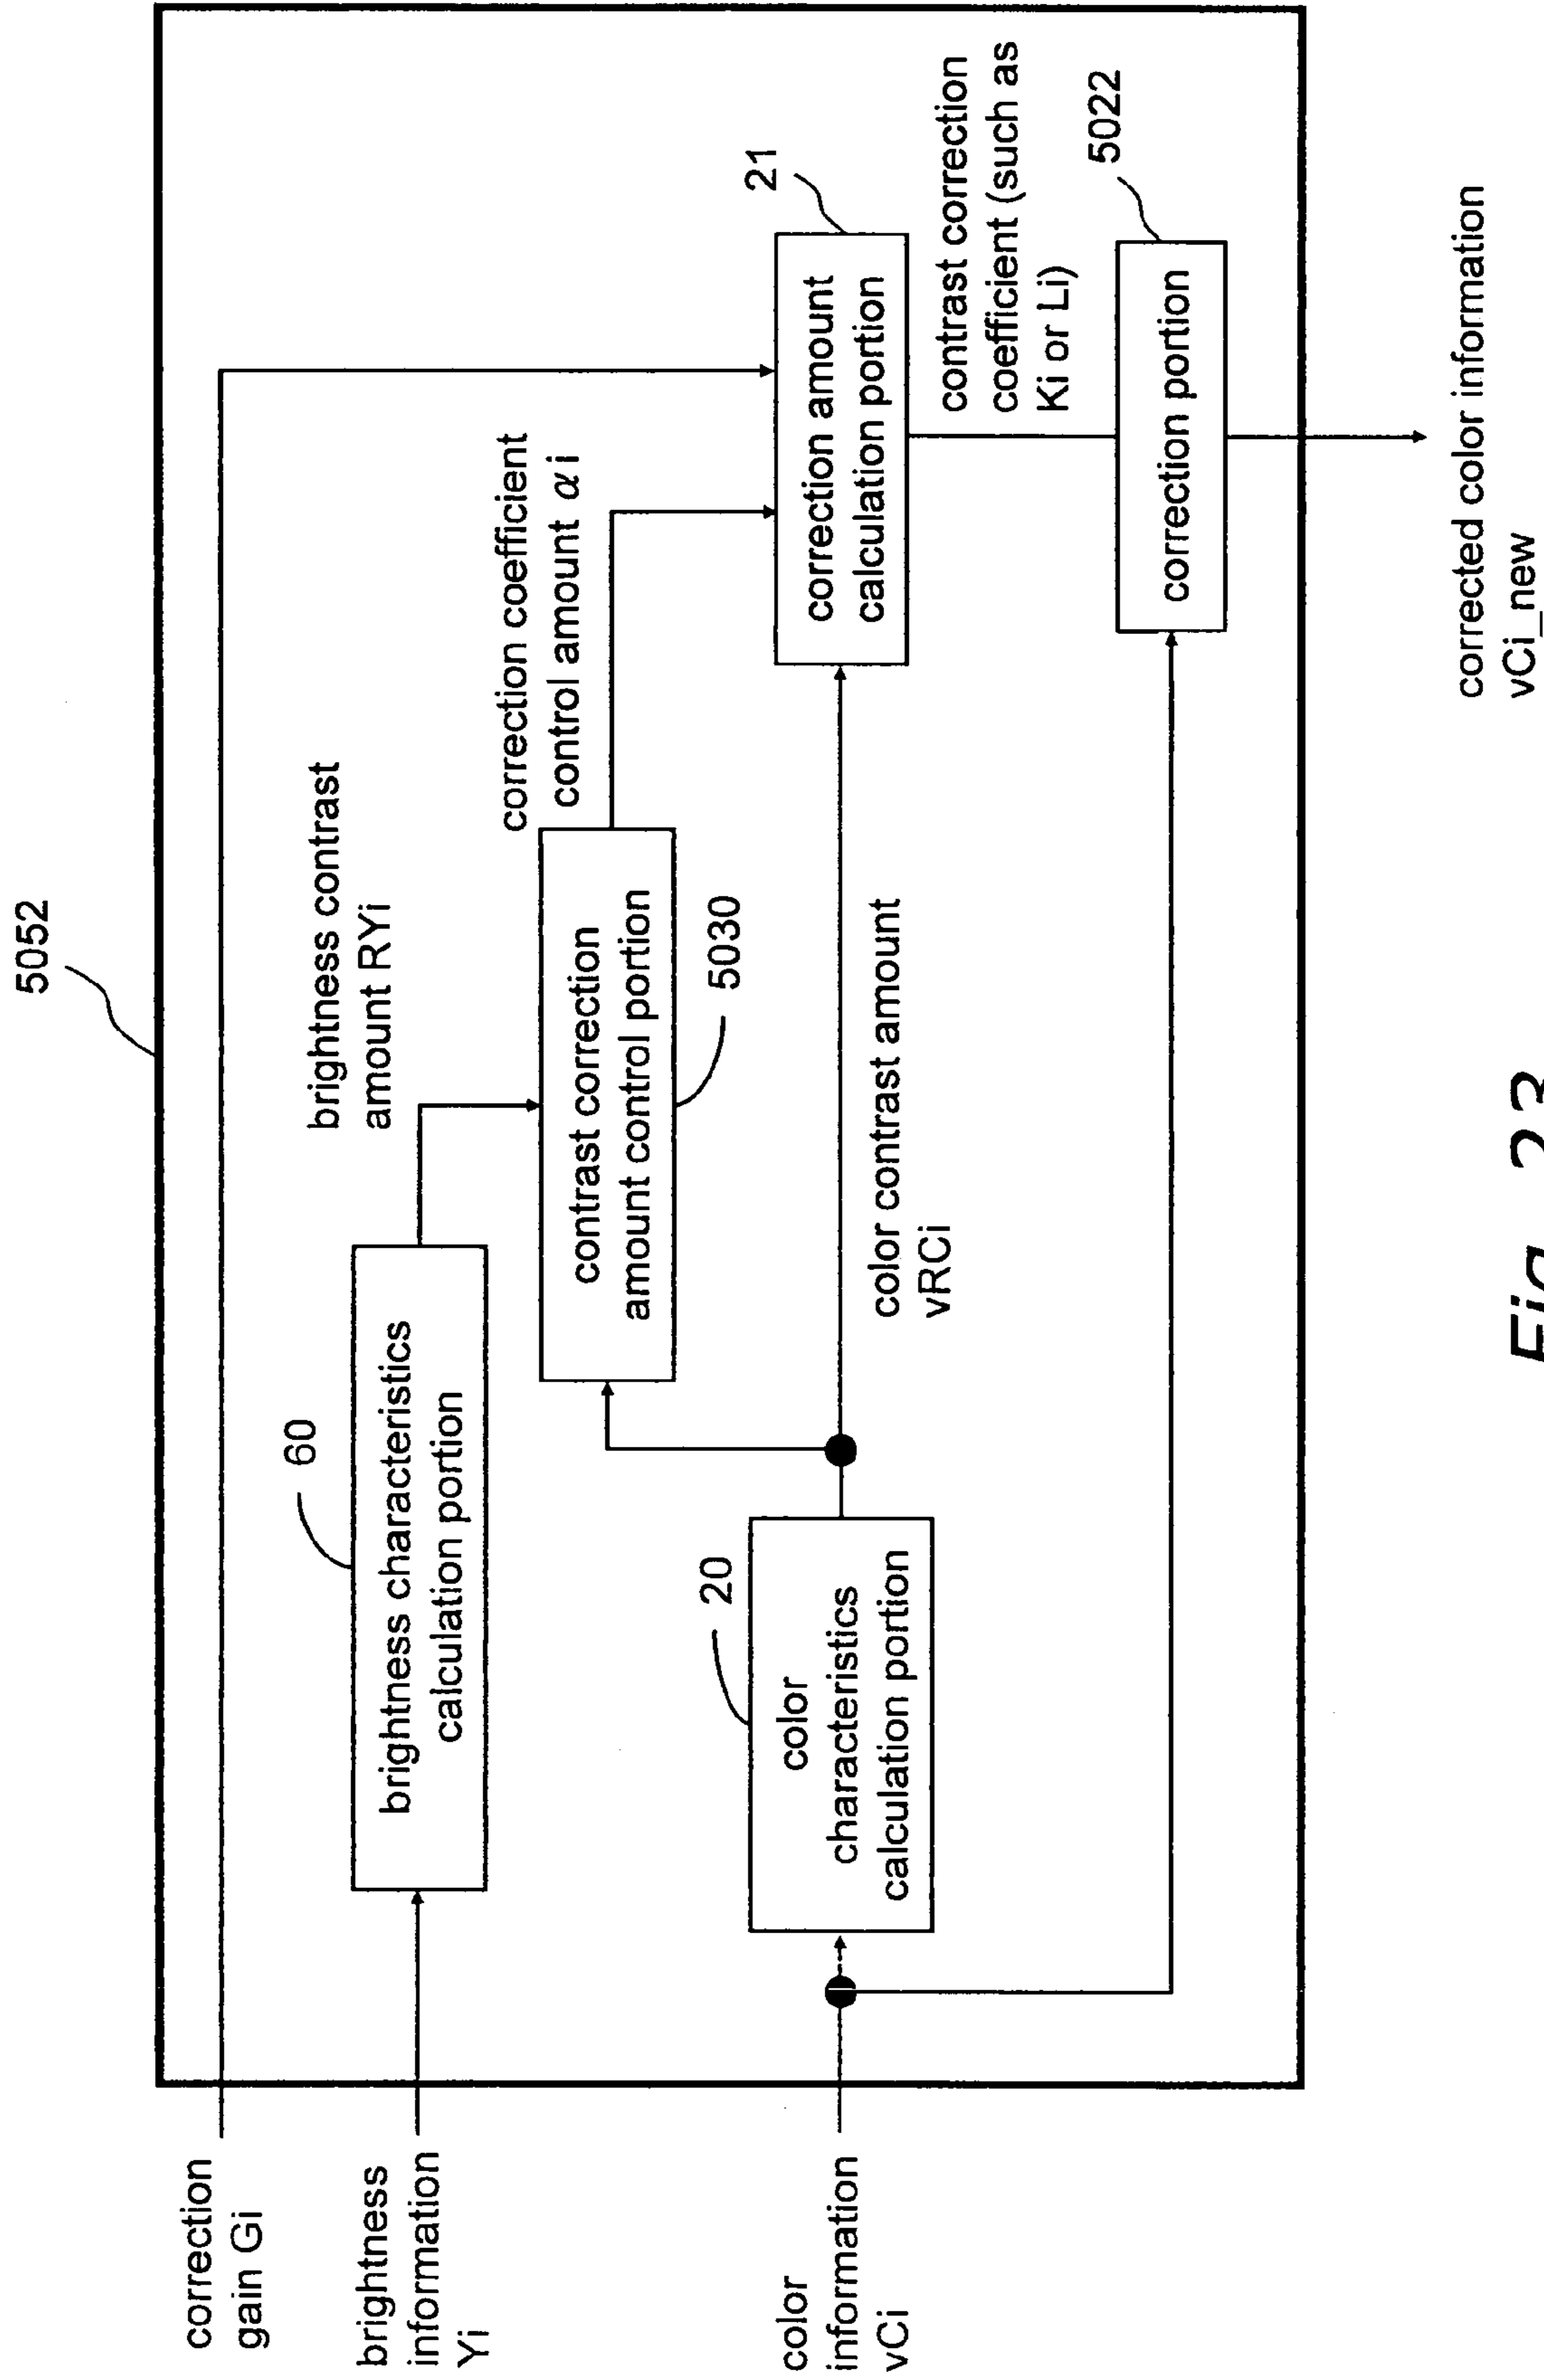 5052
correction
gain Gi
brightness
information
Yi
60
brightness characteristics
calculation portion
brightness contrast
amount RYi
contrast correction
amount control portion
5030
correction coefficient
control amount αi
color
information
vCi
20
color
characteristics
calculation portion
color contrast amount
vRCi
21
correction amount
calculation portion
contrast correction
coefficient (such as
Ki or Li)
5022
correction portion
corrected color information
vCi_new
Fig. 23